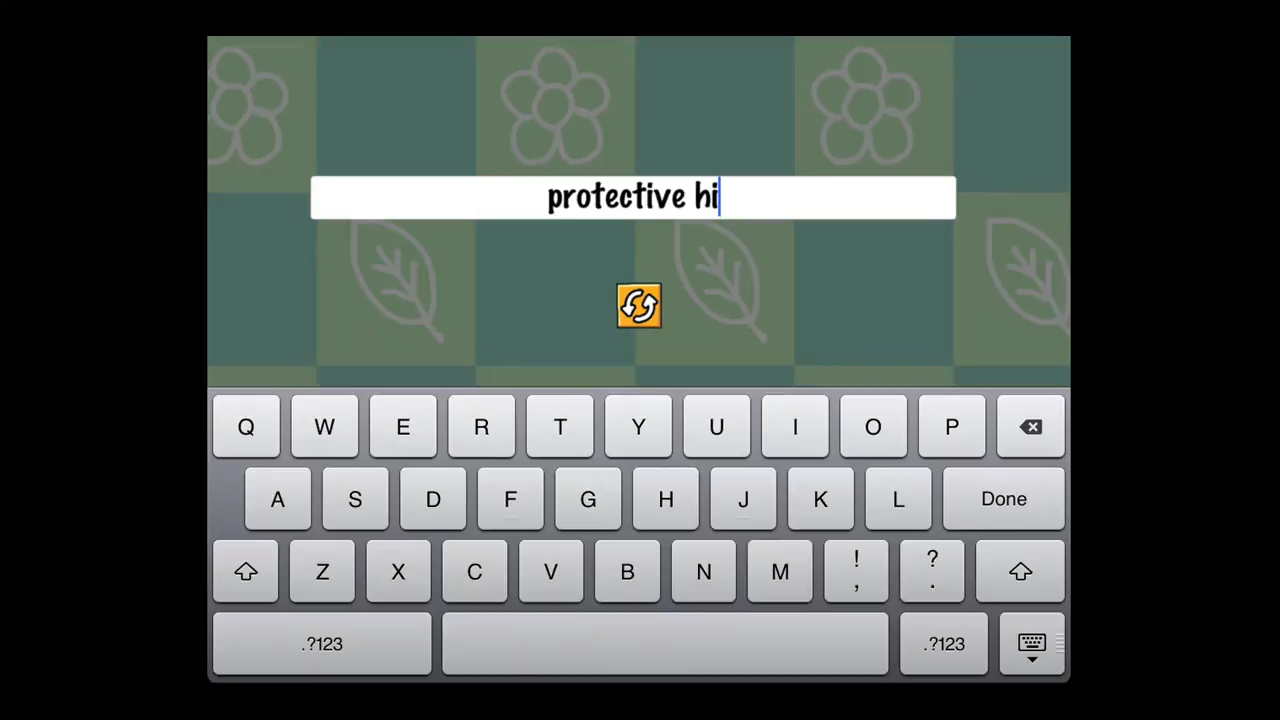 protective hi
Q W E R T Y U I O P
A S D F G H J K L Done
Z X C V B N M ! , ? .
.?123 .?123